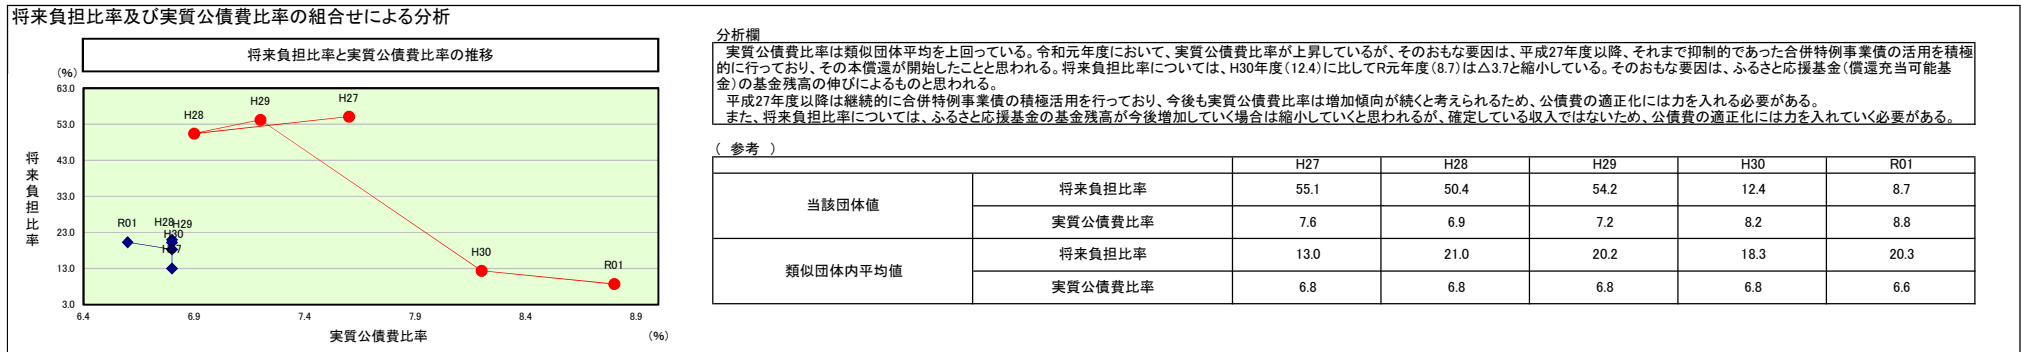 将来負担比率及び実質公債費比率の組合せによる分析
将来負担比率と実質公債費比率の推移
(%)
63.0
53.0
43.0
33.0
23.0
13.0
3.0
将来負担比率
H28
H29
H27
R01
H28
H29
H30
H27
H30
R01
6.4
6.9
7.4
7.9
8.4
8.9
実質公債費比率
(%)
分析欄
実質公債費比率は類似団体平均を上回っている。令和元年度において、実質公債費比率が上昇しているが、そのおもな要因は、平成27年度以降、それまで抑制的であった合併特例事業債の活用を積極
的に行っており、その本償還が開始したことと思われる。将来負担比率については、H30年度(12.4)に比してR元年度(8.7)は△3.7と縮小している。そのおもな要因は、ふるさと応援基金(償還充当可能基
金)の基金残高の伸びによるものと思われる。
平成27年度以降は継続的に合併特例事業債の積極活用を行っており、今後も実質公債費比率は増加傾向が続くと考えられるため、公債費の適正化には力を入れる必要がある。
また、将来負担比率については、ふるさと応援基金の基金残高が今後増加していく場合は縮小していくと思われるが、確定している収入ではないため、公債費の適正化には力を入れていく必要がある。
( 参考 )
H27 H28 H29 H30 R01
当該団体値
将来負担比率 55.1 50.4 54.2 12.4 8.7
実質公債費比率 7.6 6.9 7.2 8.2 8.8
類似団体内平均値
将来負担比率 13.0 21.0 20.2 18.3 20.3
実質公債費比率 6.8 6.8 6.8 6.8 6.6